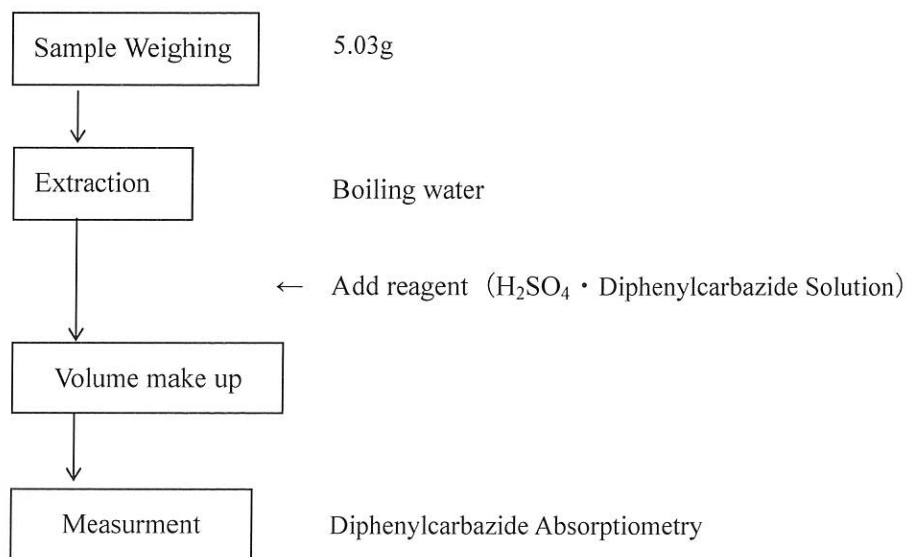 Sample Weighing 5.03g
Extraction Boiling water
← Add reagent（H₂SO₄・Diphenylcarbazide Solution）
Volume make up
Measurment Diphenylcarbazide Absorptiometry